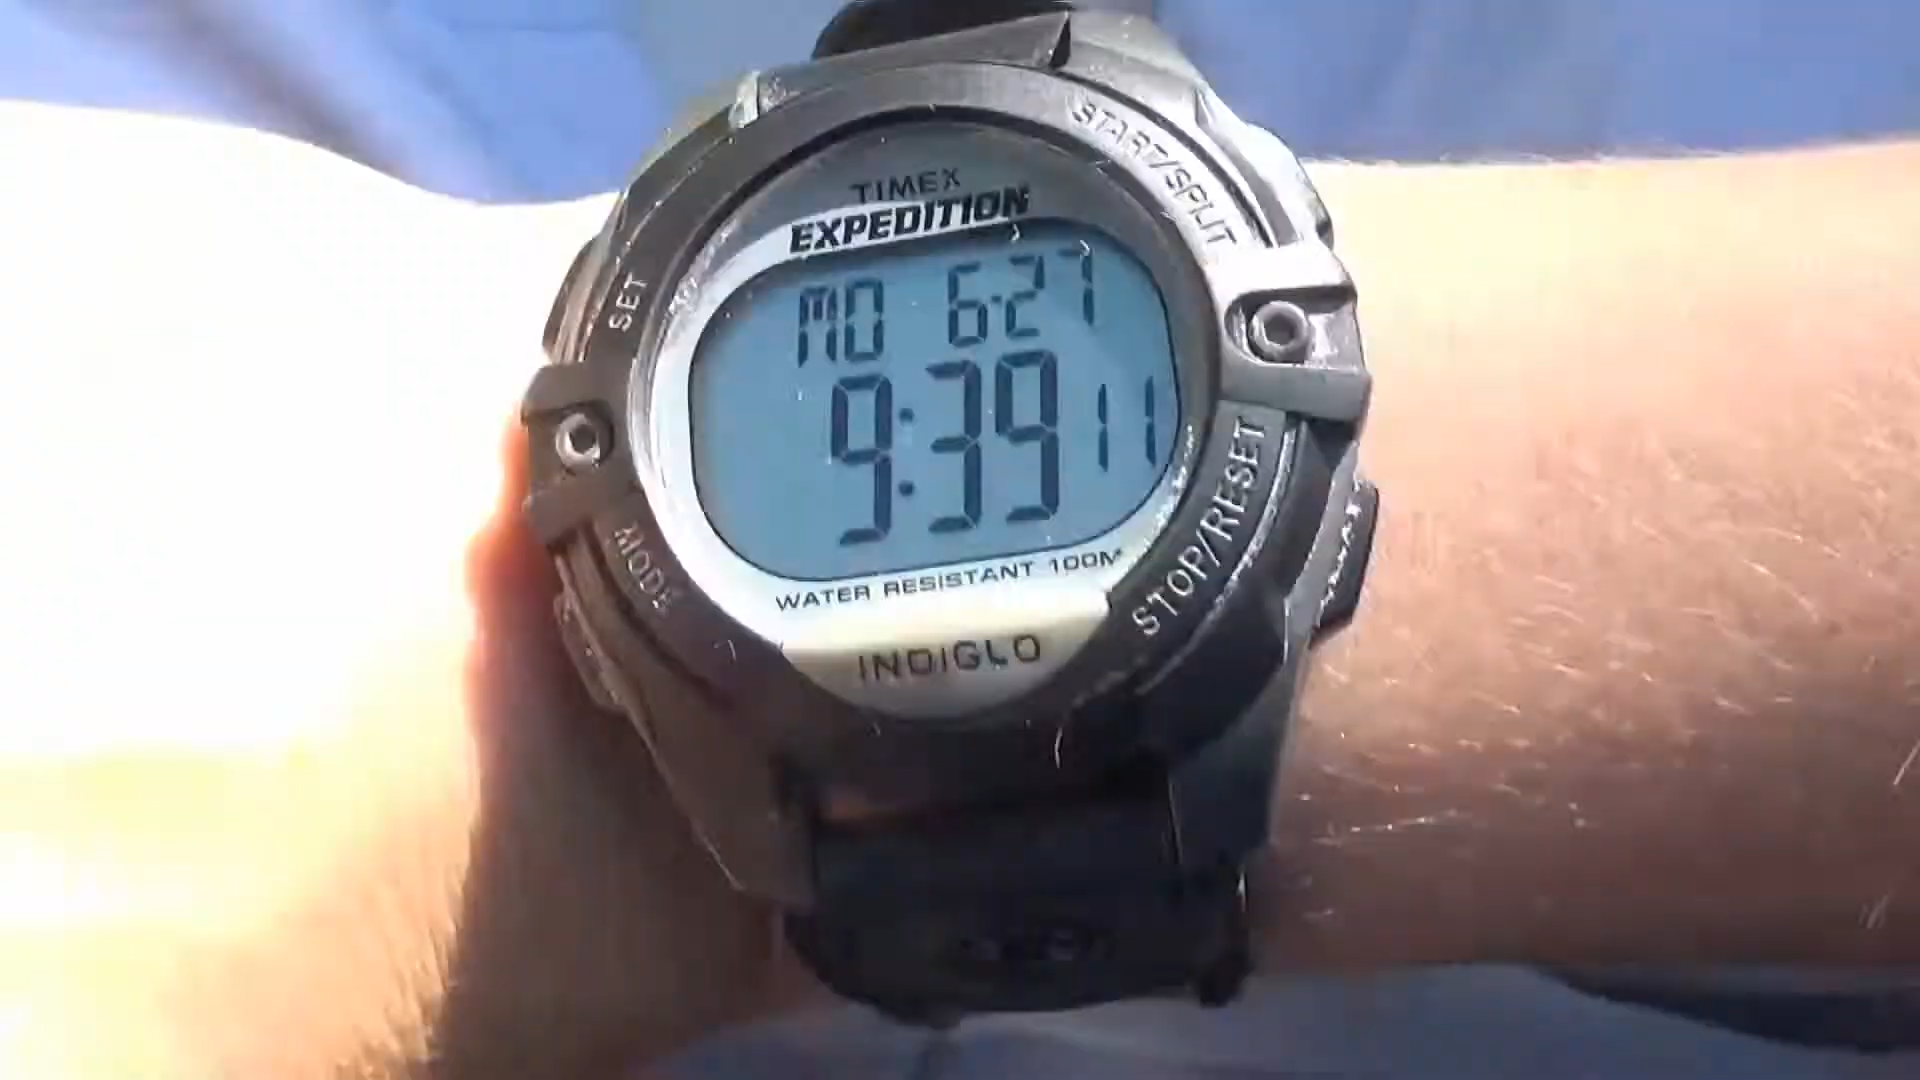 TIMEX
EXPEDITION
START/SPLIT
SET
MO 6-27
9:39 11
MODE
STOP/RESET
WATER RESISTANT 100M
INDIGLO